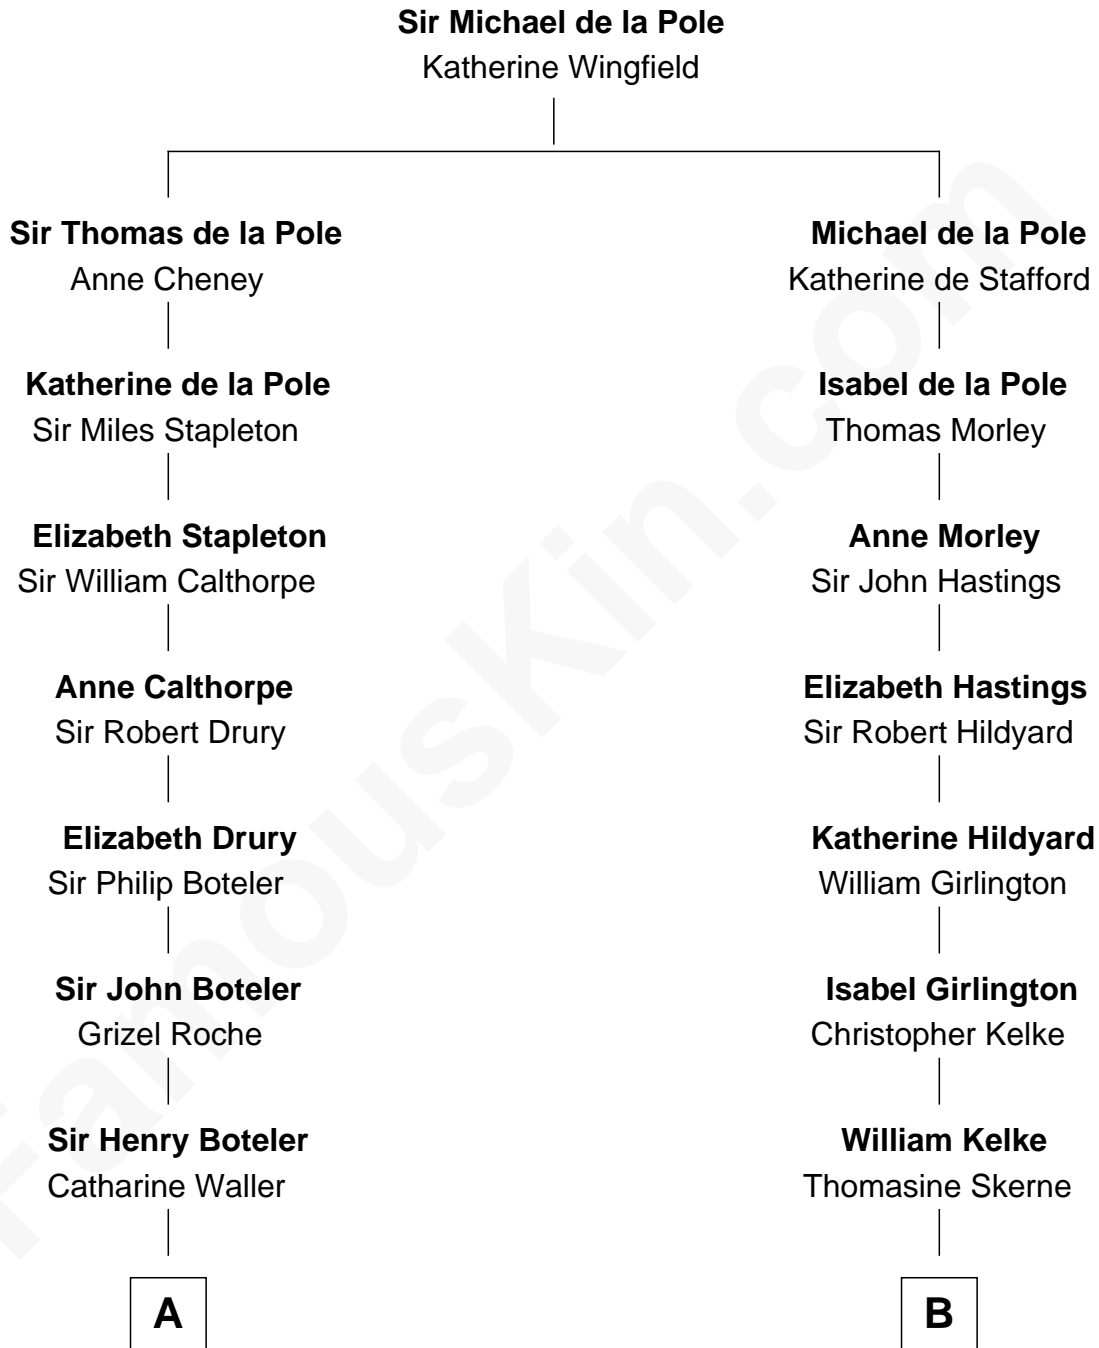 Sir Michael de la Pole
Katherine Wingfield
Sir Thomas de la Pole
Anne Cheney
Michael de la Pole
Katherine de Stafford
Katherine de la Pole
Sir Miles Stapleton
Isabel de la Pole
Thomas Morley
Elizabeth Stapleton
Sir William Calthorpe
Anne Morley
Sir John Hastings
Anne Calthorpe
Sir Robert Drury
Elizabeth Hastings
Sir Robert Hildyard
Elizabeth Drury
Sir Philip Boteler
Katherine Hildyard
William Girlington
Sir John Boteler
Grizel Roche
Isabel Girlington
Christopher Kelke
Sir Henry Boteler
Catharine Waller
William Kelke
Thomasine Skerne
A
B
FamousKin.com